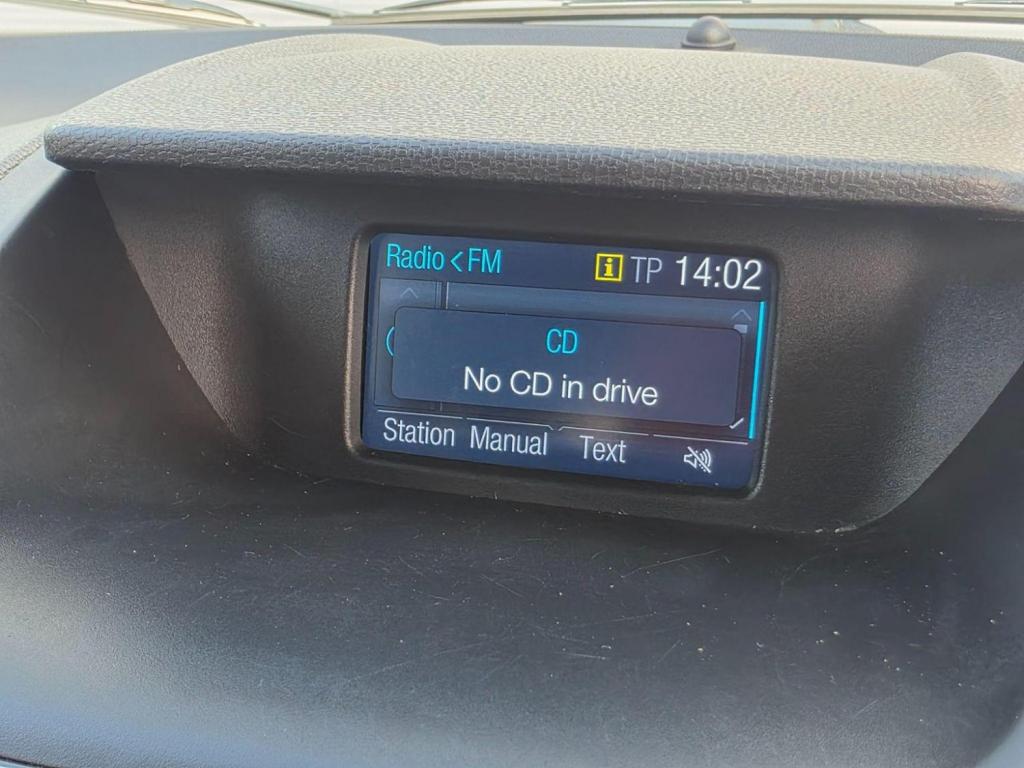 Radio < FM i TP 14:02
CD
No CD in drive
Station Manual Text